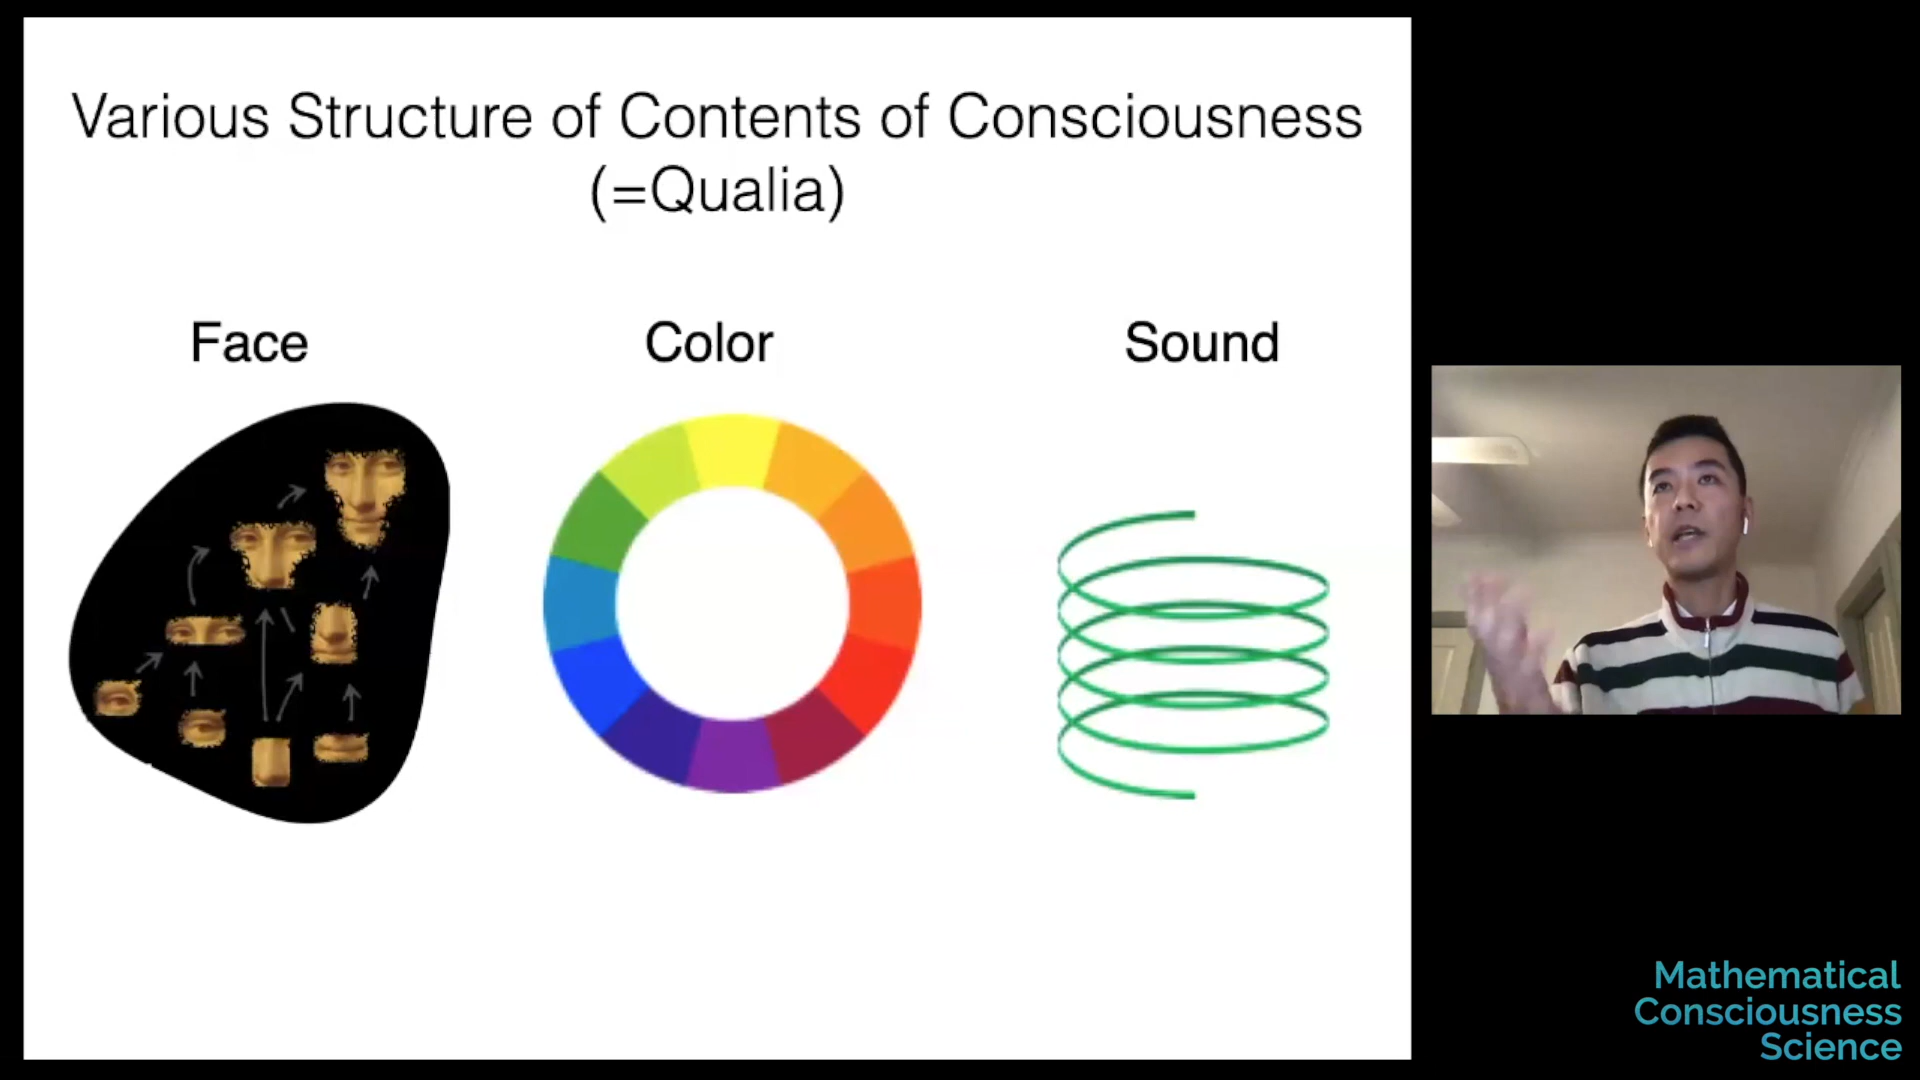 Various Structure of Contents of Consciousness
(=Qualia)
Face
Color
Sound
Mathematical
Consciousness
Science